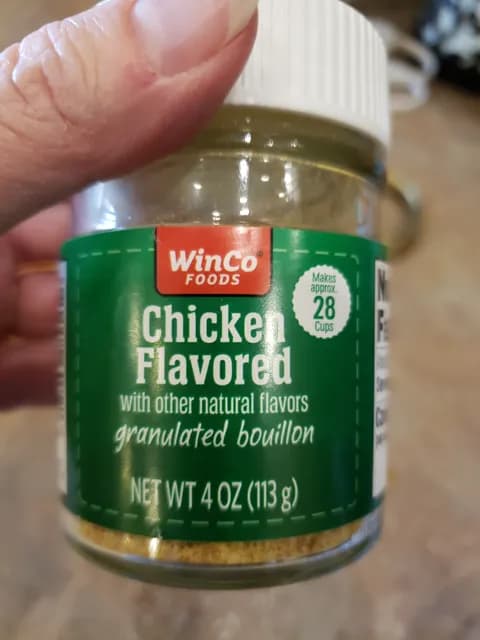 WinCo®
FOODS
Makes
approx.
28
Cups
Chicken
Flavored
with other natural flavors
granulated bouillon
NET WT 4 OZ (113 g)